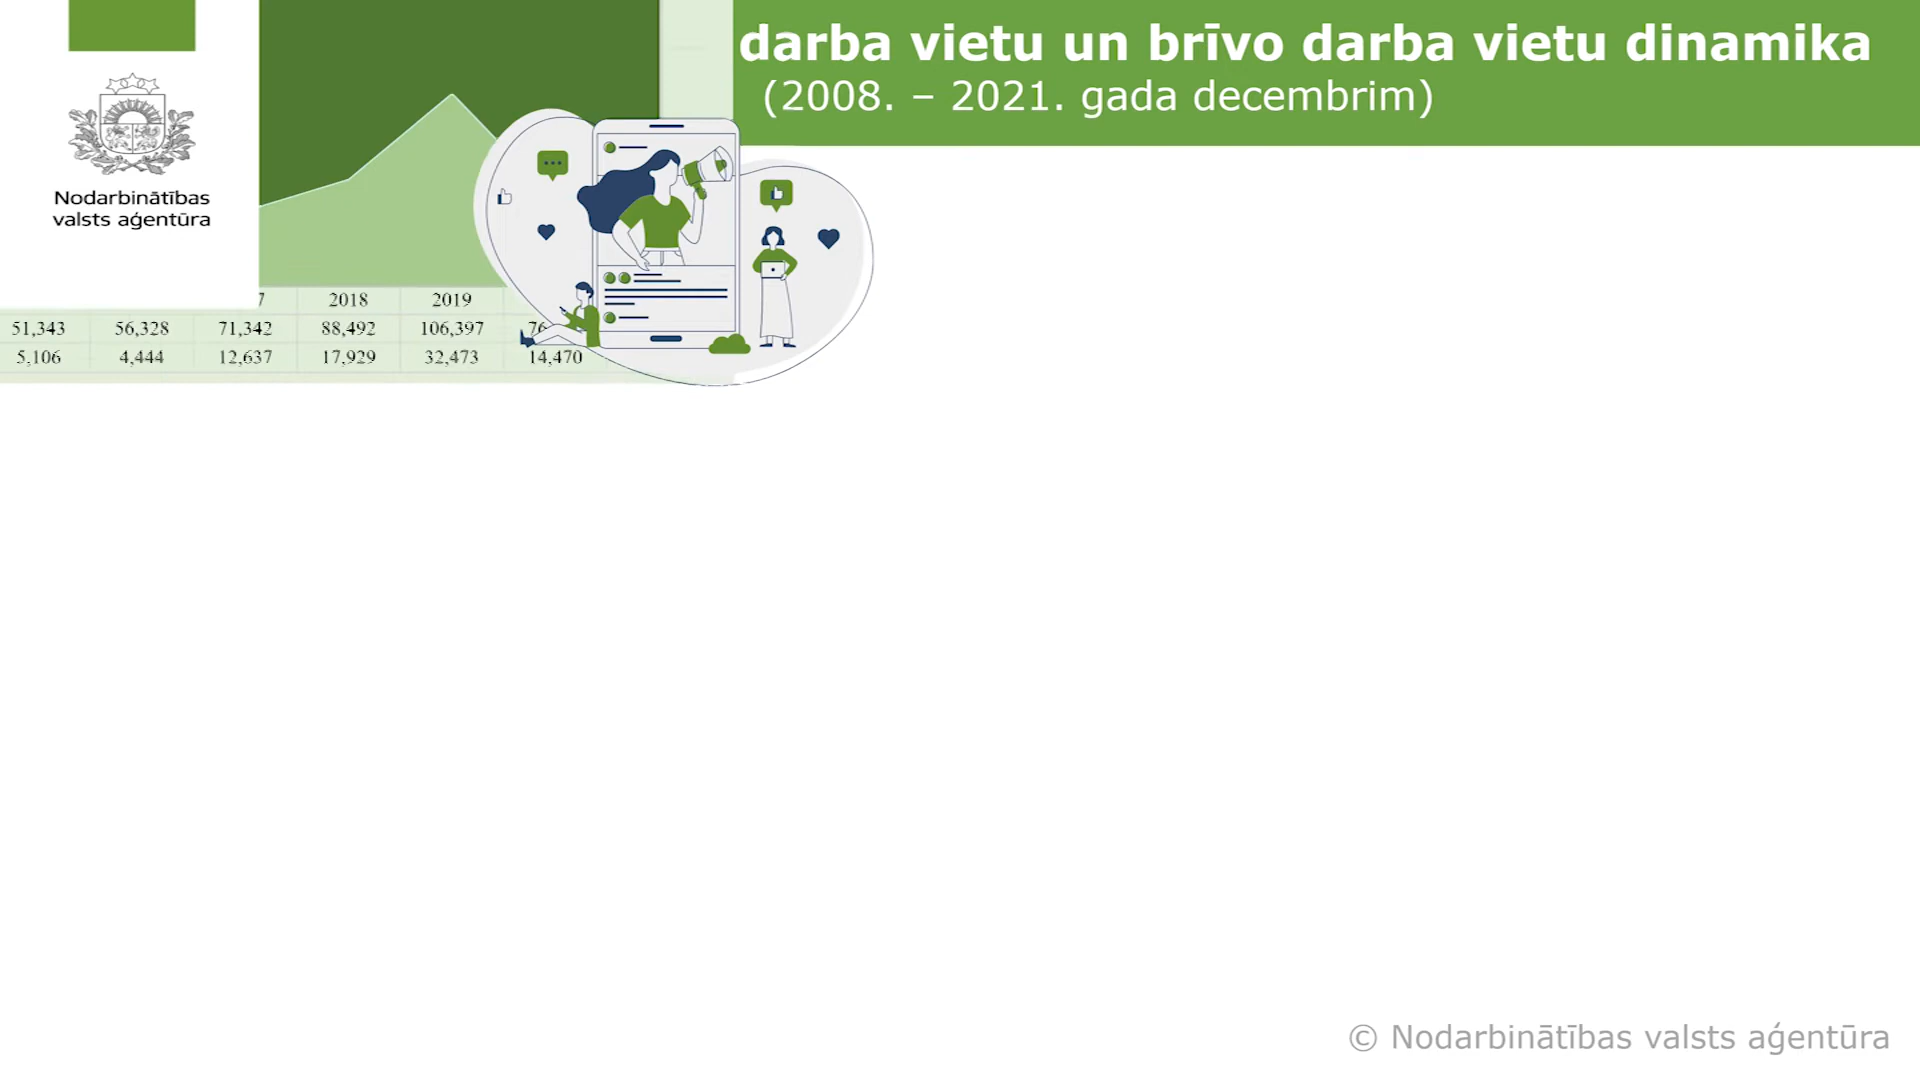 darba vietu un brīvo darba vietu dinamika
(2008. – 2021. gada decembrim)
Nodarbinātības
valsts aģentūra
2018 2019
51,343 56,328 71,342 88,492 106,397
5,106 4,444 12,637 17,929 32,473 14,470
© Nodarbinātības valsts aģentūra